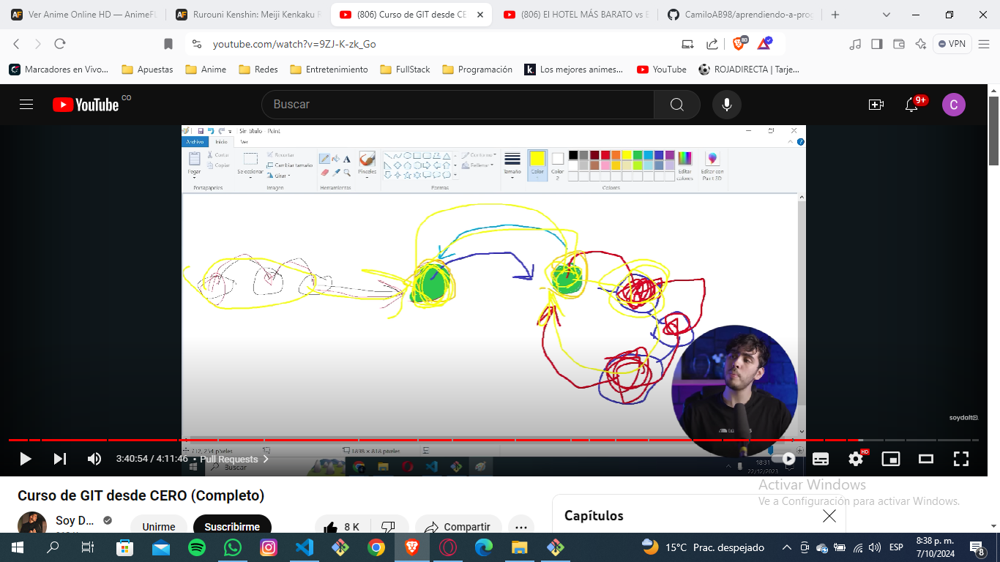 Ver Anime Online HD — AnimeFL
Rurouni Kenshin: Meiji Kenkaku R
(806) Curso de GIT desde CE
(806) El HOTEL MÁS BARATO vs E
CamiloAB98/aprendiendo-a-prog
youtube.com/watch?v=9ZJ-K-zk_Go
80
VPN
Marcadores en Vivo...
Apuestas
Anime
Redes
Entretenimiento
FullStack
Programación
Los mejores animes...
YouTube
ROJADIRECTA | Tarje...
YouTube CO
Buscar
9+
C
Sin título - Paint
Archivo
Inicio
Ver
Pegar
Cortar
Copiar
Portapapeles
Seleccionar
Recortar
Cambiar tamaño
Girar
Imagen
A
Herramientas
Pinceles
Contorno
Rellenar
Formas
Tamaño
Color
Color 2
Editar colores
Colores
Editar con Paint 3D
soydalto
712, 254 píxeles
1898 × 818 píxeles
Buscar
18:31
22/12/2023
3:40:54 / 4:11:46 • Pull Requests
HD
Curso de GIT desde CERO (Completo)
Soy D...
Unirme
Suscribirme
8 K
Compartir
Capítulos
Activar Windows
Ve a Configuración para activar Windows.
15°C Prac. despejado
ESP
8:38 p. m.
7/10/2024
8